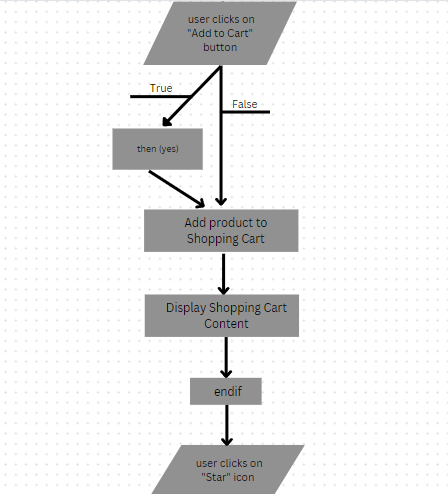 user clicks on
"Add to Cart"
button
True
False
then (yes)
Add product to
Shopping Cart
Display Shopping Cart
Content
endif
user clicks on
"Star" icon